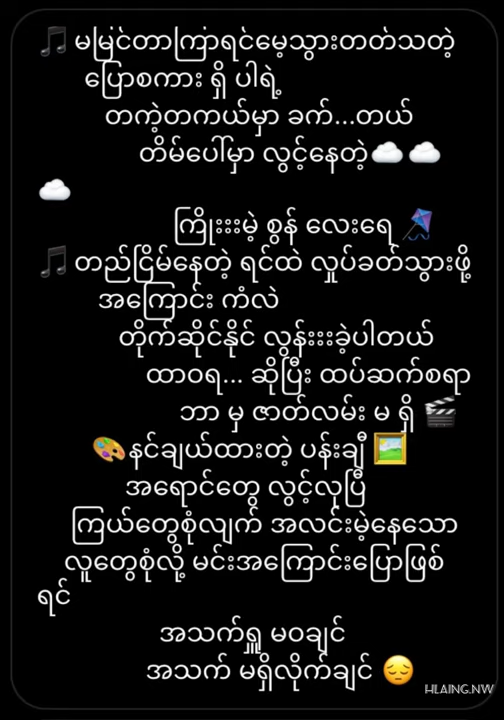 🎵 မမြင်တာကြာရင်မေ့သွားတတ်သတဲ့
ပြောစကား ရှိ ပါရဲ့
တကဲ့တကယ်မှာ ခက်...တယ်
တိမ်ပေါ်မှာ လွင့်နေတဲ့☁️☁️
☁️
ကြိုးးးမဲ့ စွန် လေးရေ 🪁
🎵 တည်ငြိမ်နေတဲ့ ရင်ထဲ လှုပ်ခတ်သွားဖို့
အကြောင်း ကံလဲ
တိုက်ဆိုင်နိုင် လွန်းးးခဲ့ပါတယ်
ထာဝရ... ဆိုပြီး ထပ်ဆက်စရာ
ဘာ မှ ဇာတ်လမ်း မ ရှိ 🎬
🎨နင်ချယ်ထားတဲ့ ပန်းချီ 🖼️
အရောင်တွေ လွင့်လုပြီ
ကြယ်တွေစုံလျက် အလင်းမဲ့နေသော
လူတွေစုံလို့ မင်းအကြောင်းပြောဖြစ်
ရင်
အသက်ရှူ မဝချင်
အသက် မရှိလိုက်ချင် 😔
HLAING.NW